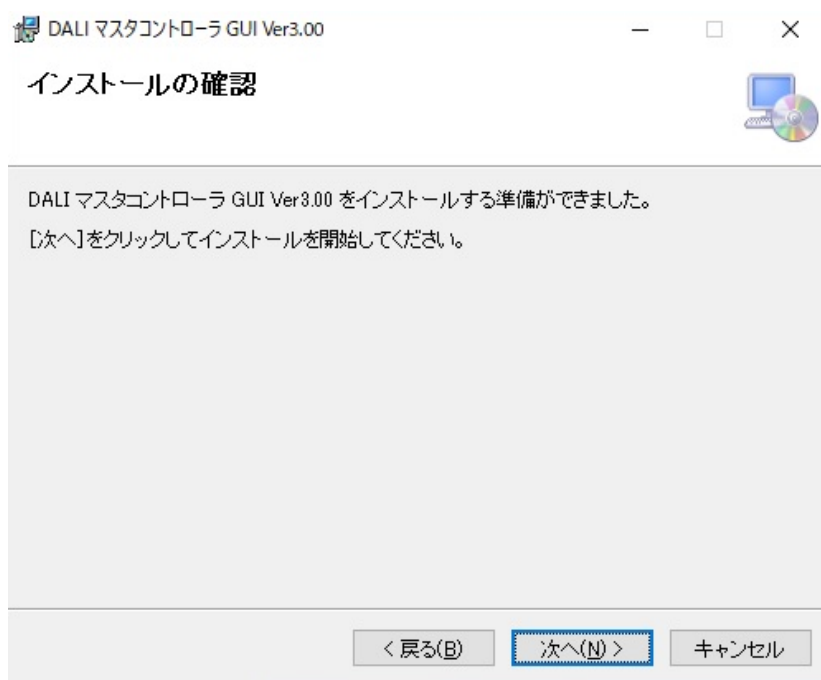 DALI マスタコントローラ GUI Ver3.00
インストールの確認
DALI マスタコントローラ GUI Ver3.00 をインストールする準備ができました。
[次へ]をクリックしてインストールを開始してください。
< 戻る(B) 次へ(N) > キャンセル